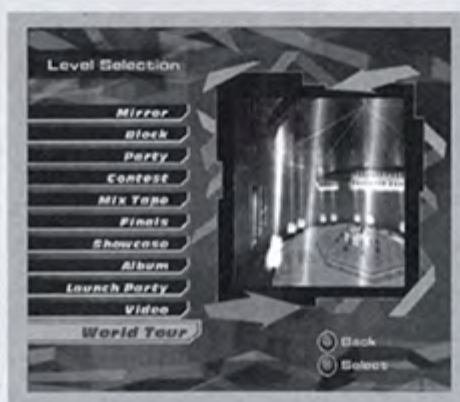 Level Selection
Mirror
Block
Party
Contest
Mix Tape
Finals
Showcase
Album
Launch Party
Video
World Tour
Back
Select